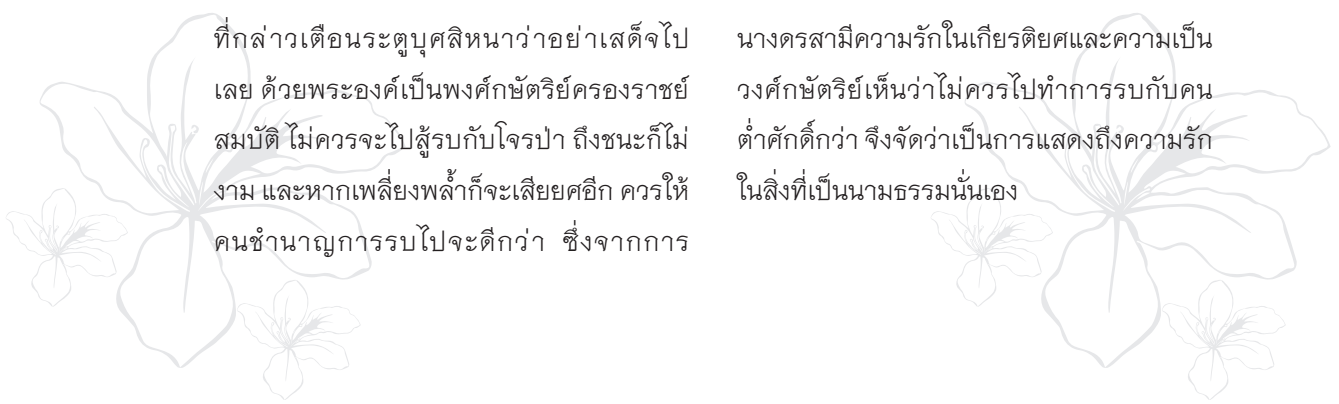 ที่กล่าวเตือนระตูบุศสิหนาว่าอย่าเสด็จไป
เลย ด้วยพระองค์เป็นพงศ์กษัตริย์ครองราชย์
สมบัติ ไม่ควรจะไปสู้รบกับโจรป่า ถึงชนะก็ไม่
งาม และหากเพลี่ยงพล้ำก็จะเสียยศอีก ควรให้
คนชำนาญการรบไปจะดีกว่า ซึ่งจากการ
นางดรสามีความรักในเกียรติยศและความเป็น
วงศ์กษัตริย์เห็นว่าไม่ควรไปทำการรบกับคน
ต่ำศักดิ์กว่า จึงจัดว่าเป็นการแสดงถึงความรัก
ในสิ่งที่เป็นนามธรรมนั่นเอง